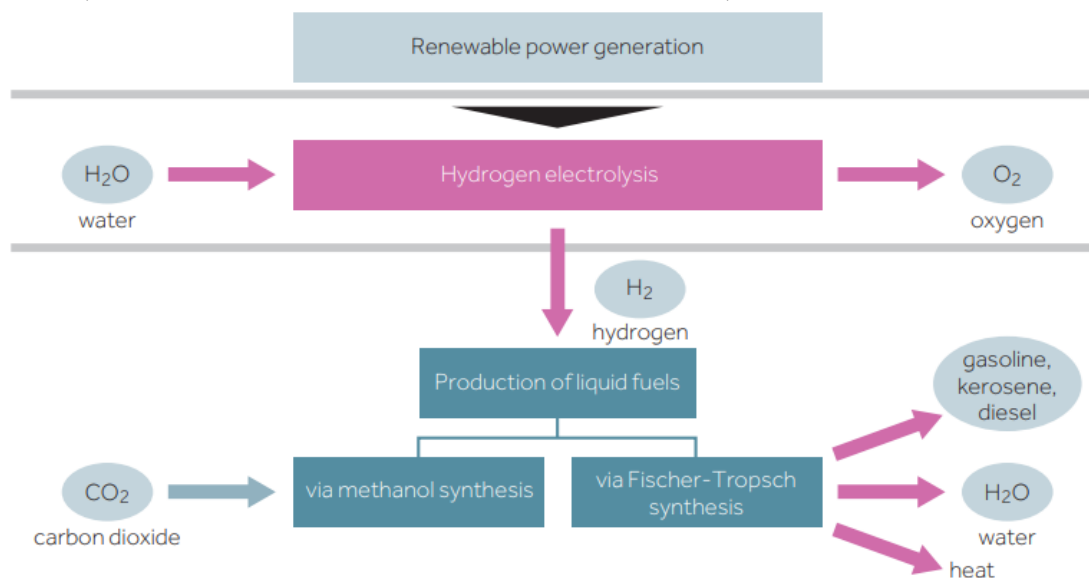 Renewable power generation
H₂O
water
Hydrogen electrolysis
O₂
oxygen
H₂
hydrogen
Production of liquid fuels
gasoline,
kerosene,
diesel
CO₂
carbon dioxide
via methanol synthesis
via Fischer-Tropsch
synthesis
H₂O
water
heat